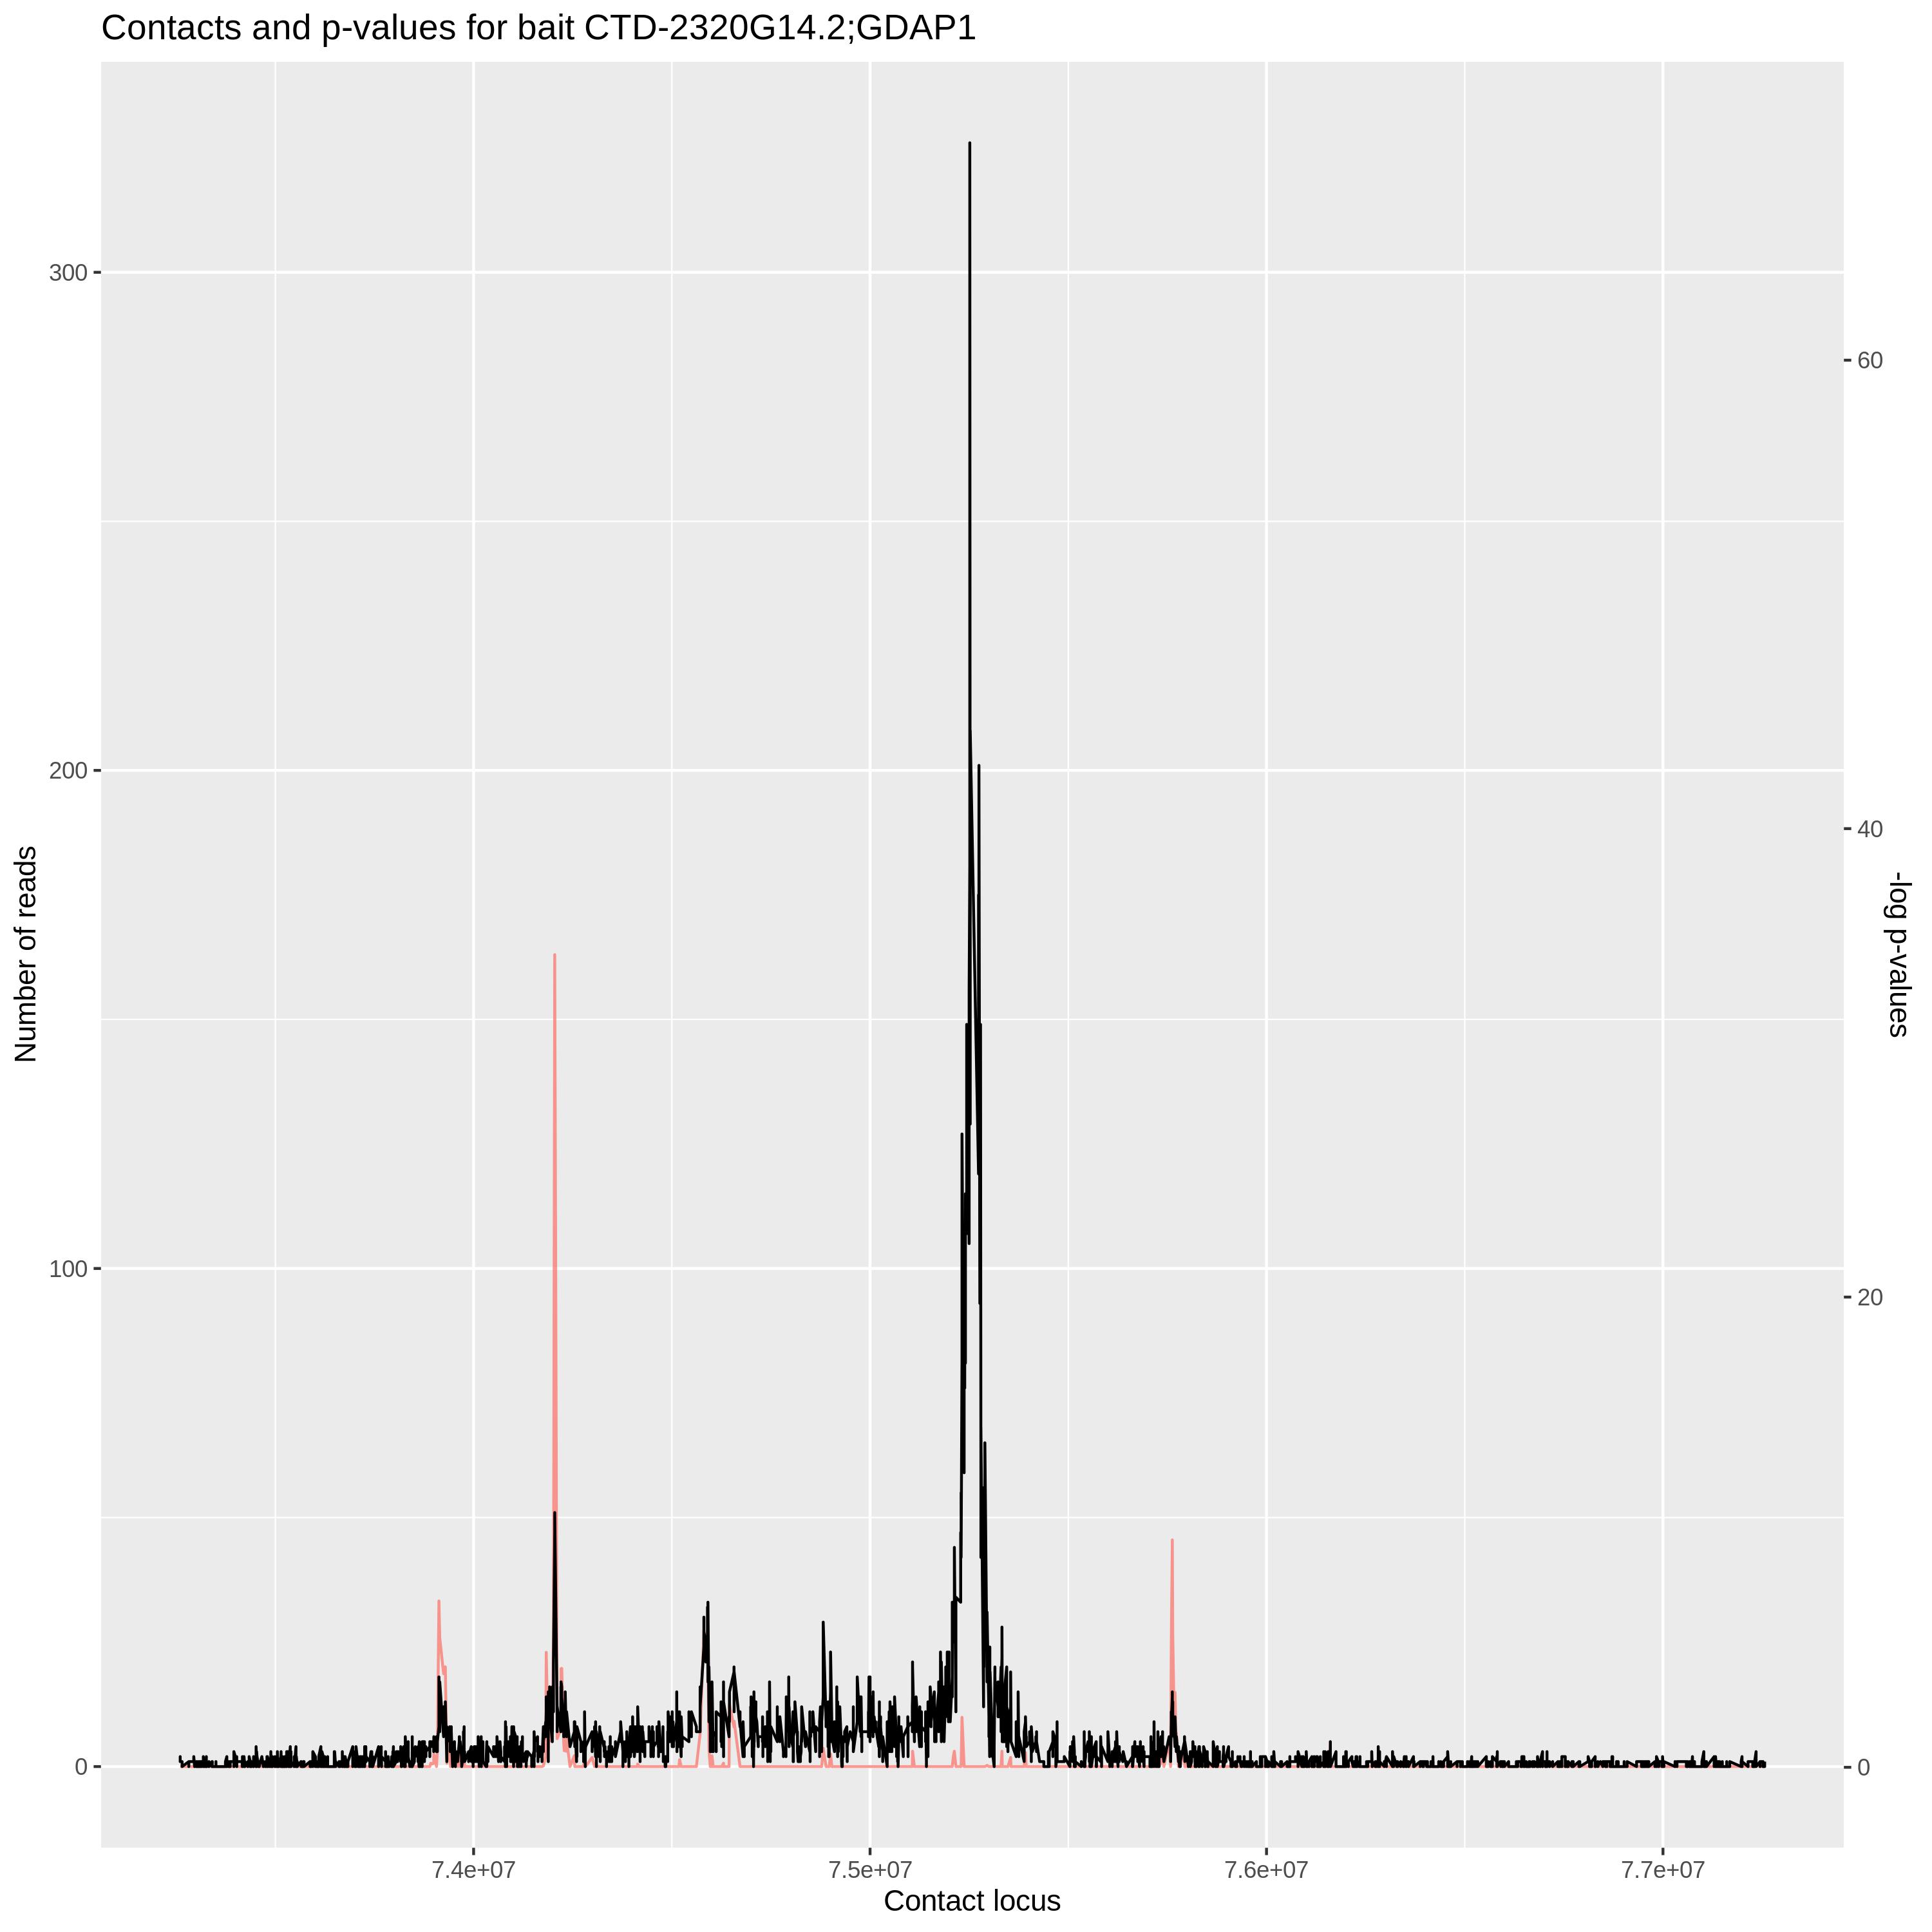 Contacts and p-values for bait CTD-2320G14.2;GDAP1
300
200
100
0
Number of reads
60
40
20
0
-log p-values
7.4e+07 7.5e+07 7.6e+07 7.7e+07
Contact locus